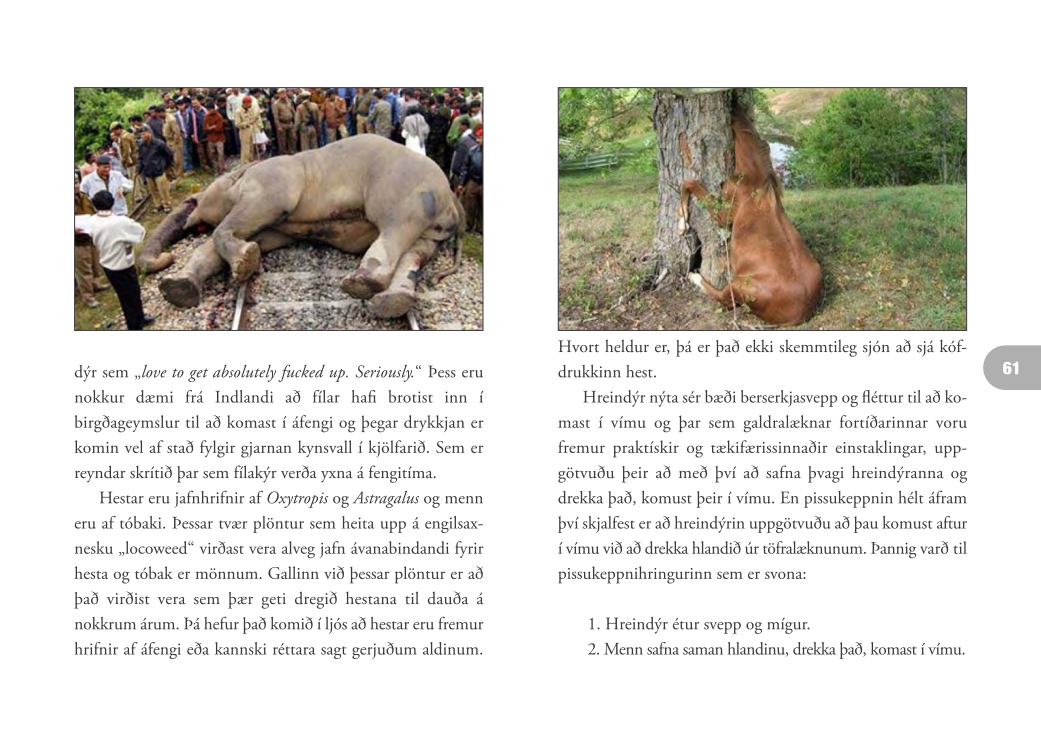 dýr sem „love to get absolutely fucked up. Seriously.“ Þess eru
nokkur dæmi frá Indlandi að fílar hafi brotist inn í
birgðageymslur til að komast í áfengi og þegar drykkjan er
komin vel af stað fylgir gjarnan kynsvall í kjölfarið. Sem er
reyndar skrítið þar sem fílakýr verða yxna á fengitíma.
Hestar eru jafnhrifnir af Oxytropis og Astragalus og menn
eru af tóbaki. Þessar tvær plöntur sem heita upp á engilsax-
nesku „locoweed“ virðast vera alveg jafn ávanabindandi fyrir
hesta og tóbak er mönnum. Gallinn við þessar plöntur er að
það virðist vera sem þær geti dregið hestana til dauða á
nokkrum árum. Þá hefur það komið í ljós að hestar eru fremur
hrifnir af áfengi eða kannski réttara sagt gerjuðum aldinum.
Hvort heldur er, þá er það ekki skemmtileg sjón að sjá kóf-
drukkinn hest.
Hreindýr nýta sér bæði berserkjasvepp og fléttur til að ko-
mast í vímu og þar sem galdralæknar fortíðarinnar voru
fremur praktískir og tækifærissinnaðir einstaklingar, upp-
götvuðu þeir að með því að safna þvagi hreindýranna og
drekka það, komust þeir í vímu. En pissukeppnin hélt áfram
því skjalfest er að hreindýrin uppgötvuðu að þau komust aftur
í vímu við að drekka hlandið úr töfralæknunum. Þannig varð til
pissukeppnihringurinn sem er svona:
1. Hreindýr étur svepp og mígur.
2. Menn safna saman hlandinu, drekka það, komast í vímu.
61